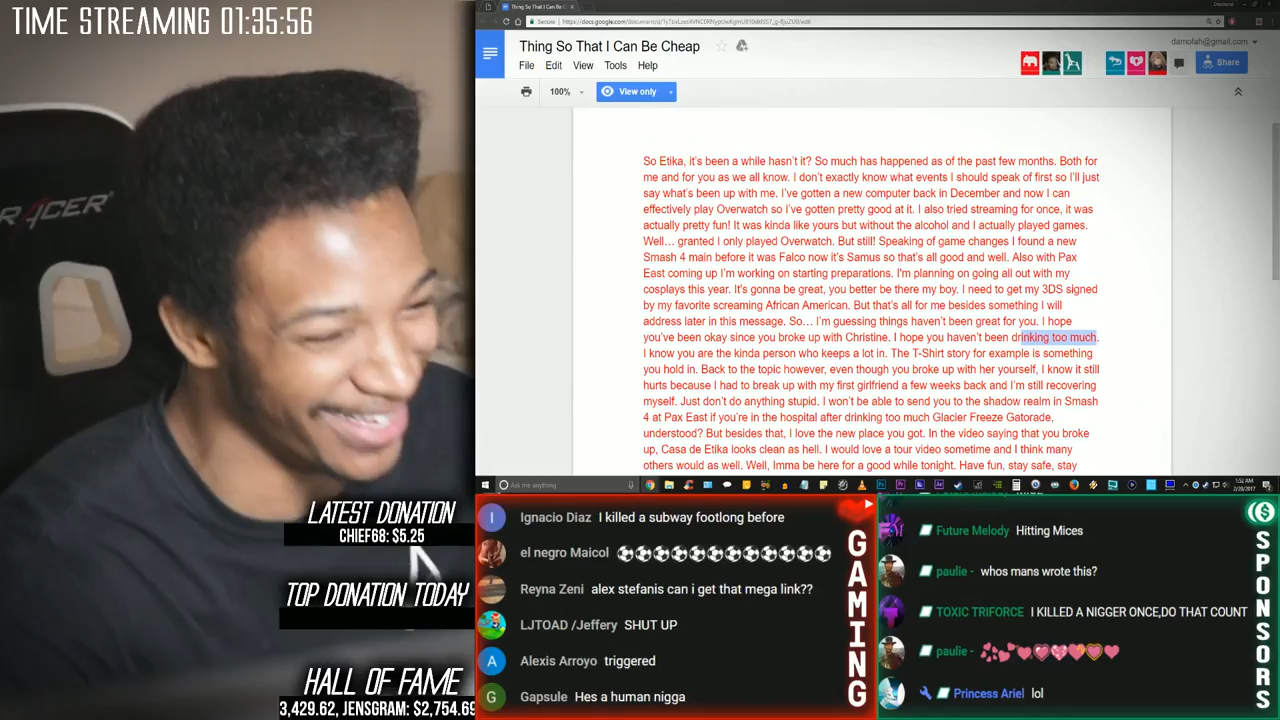 TIME STREAMING 01:35:56
Thing So That I Can Be C
Secure
Thing So That I Can Be Cheap
damolah@gmail.com
File Edit View Tools Help
Share
100% View only
So Etika, it's been a while hasn't it? So much has happened as of the past few months. Both for
me and for you as we all know. I don't exactly know what events I should speak of first so I'll just
say what's been up with me. I've gotten a new computer back in December and now I can
effectively play Overwatch so I've gotten pretty good at it. I also tried streaming for once, it was
actually pretty fun! It was kinda like yours but without the alcohol and I actually played games.
Well… granted I only played Overwatch. But still! Speaking of game changes I found a new
Smash 4 main before it was Falco now it's Samus so that's all good and well. Also with Pax
East coming up I'm working on starting preparations. I'm planning on going all out with my
cosplays this year. It's gonna be great, you better be there my boy. I need to get my 3DS signed
by my favorite screaming African American. But that's all for me besides something I will
address later in this message. So… I'm guessing things haven't been great for you. I hope
you've been okay since you broke up with Christine. I hope you haven't been drinking too much.
I know you are the kinda person who keeps a lot in. The T-Shirt story for example is something
you hold in. Back to the topic however, even though you broke up with her yourself, I know it still
hurts because I had to break up with my first girlfriend a few weeks back and I'm still recovering
myself. Just don't do anything stupid. I won't be able to send you to the shadow realm in Smash
4 at Pax East if you're in the hospital after drinking too much Glacier Freeze Gatorade,
understood? But besides that, I love the new place you got. In the video saying that you broke
up, Casa de Etika looks clean as hell. I would love a tour video sometime and I think many
others would as well. Well, Imma be here for a good while tonight. Have fun, stay safe, stay
Ask me anything
1:52 AM
2/28/2017
RACER
LATEST DONATION
CHIEF68: $5.25
TOP DONATION TODAY
HALL OF FAME
3,429.62, JENSGRAM: $2,754.69
Ignacio Diaz I killed a subway footlong before
el negro Maicol ⚽⚽⚽⚽⚽⚽⚽⚽⚽⚽⚽
Reyna Zeni alex stefanis can i get that mega link??
LJTOAD /Jeffery SHUT UP
Alexis Arroyo triggered
Gapsule Hes a human nigga
GAMING
Future Melody Hitting Mices
paulie - whos mans wrote this?
TOXIC TRIFORCE I KILLED A NIGGER ONCE,DO THAT COUNT
paulie -
Princess Ariel lol
SPONSORS